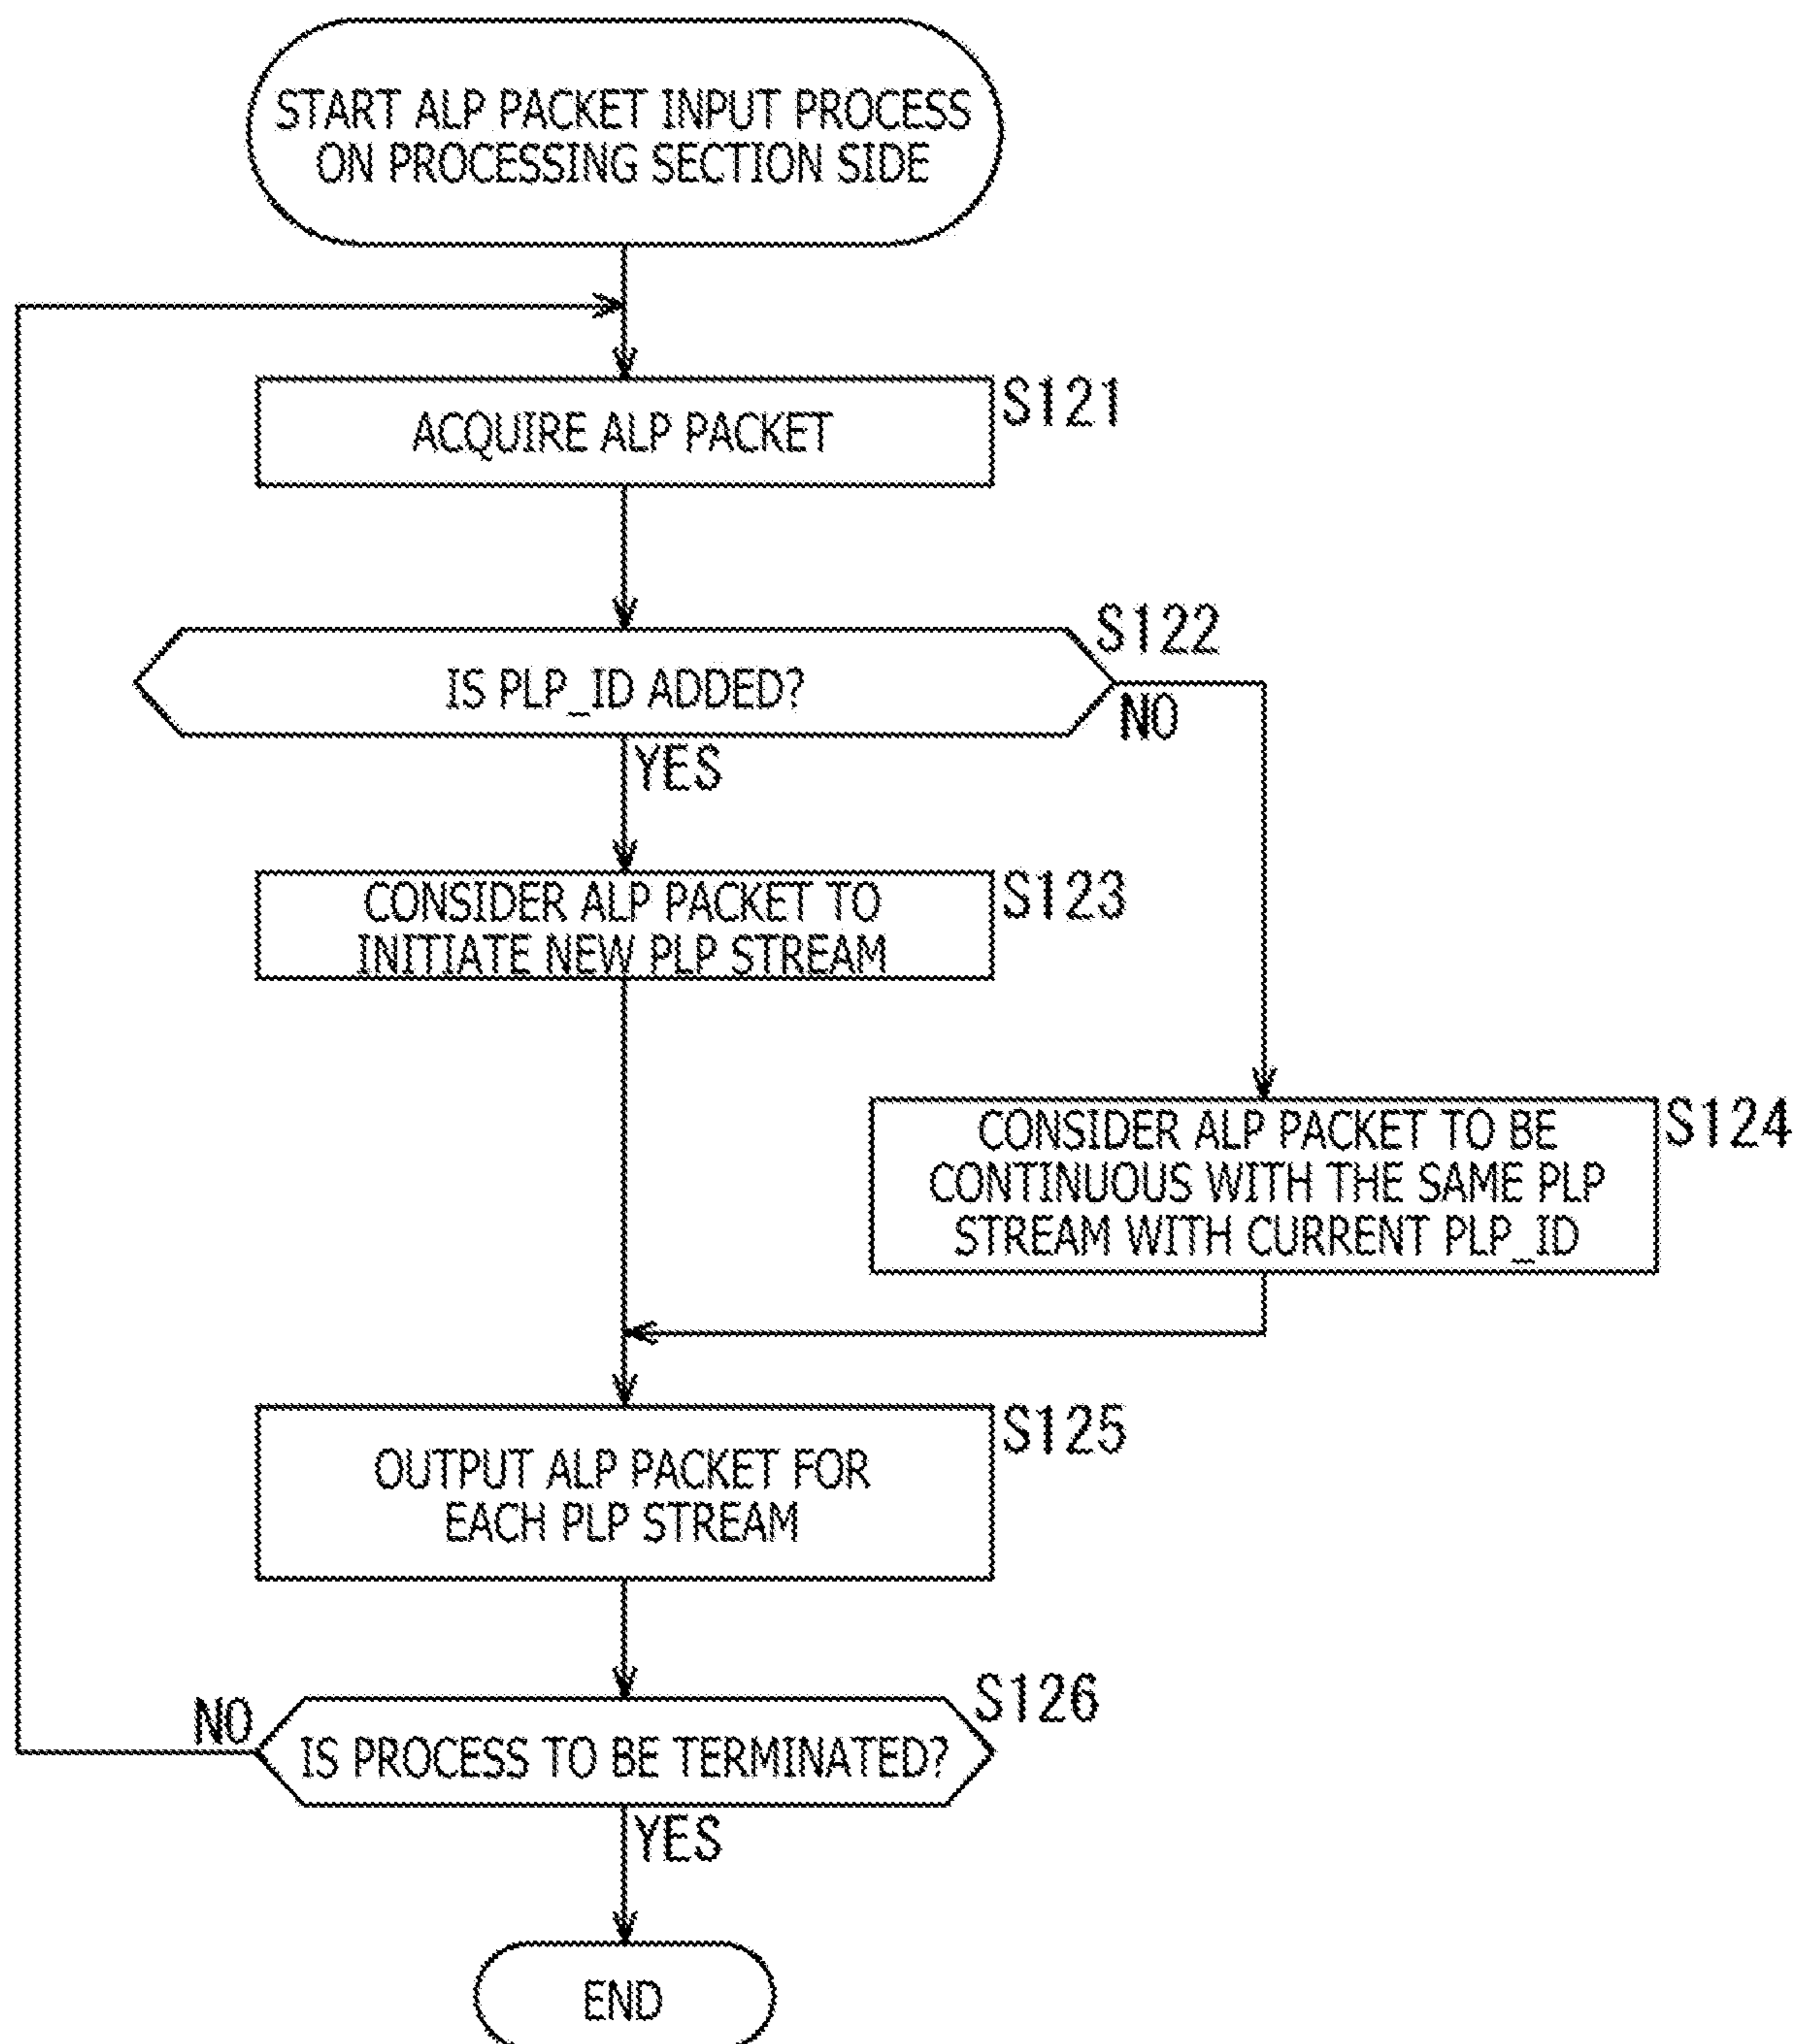 START ALP PACKET INPUT PROCESS
ON PROCESSING SECTION SIDE
ACQUIRE ALP PACKET
S121
IS PLP_ID ADDED?
S122
NO
YES
CONSIDER ALP PACKET TO
INITIATE NEW PLP STREAM
S123
CONSIDER ALP PACKET TO BE
CONTINUOUS WITH THE SAME PLP
STREAM WITH CURRENT PLP_ID
S124
OUTPUT ALP PACKET FOR
EACH PLP STREAM
S125
NO
IS PROCESS TO BE TERMINATED?
S126
YES
END